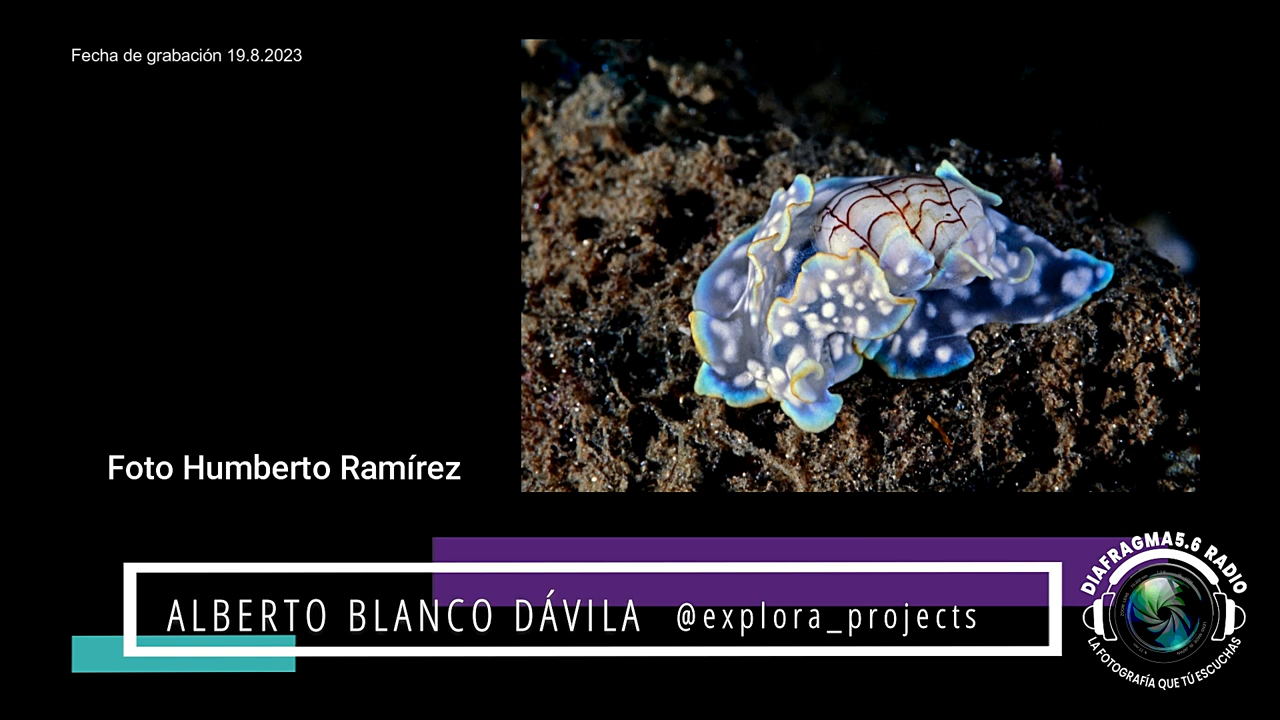 Fecha de grabación 19.8.2023
Foto Humberto Ramírez
ALBERTO BLANCO DÁVILA @explora_projects
DIAFRAGMA5.6 RADIO
LA FOTOGRAFÍA QUE TÚ ESCUCHAS